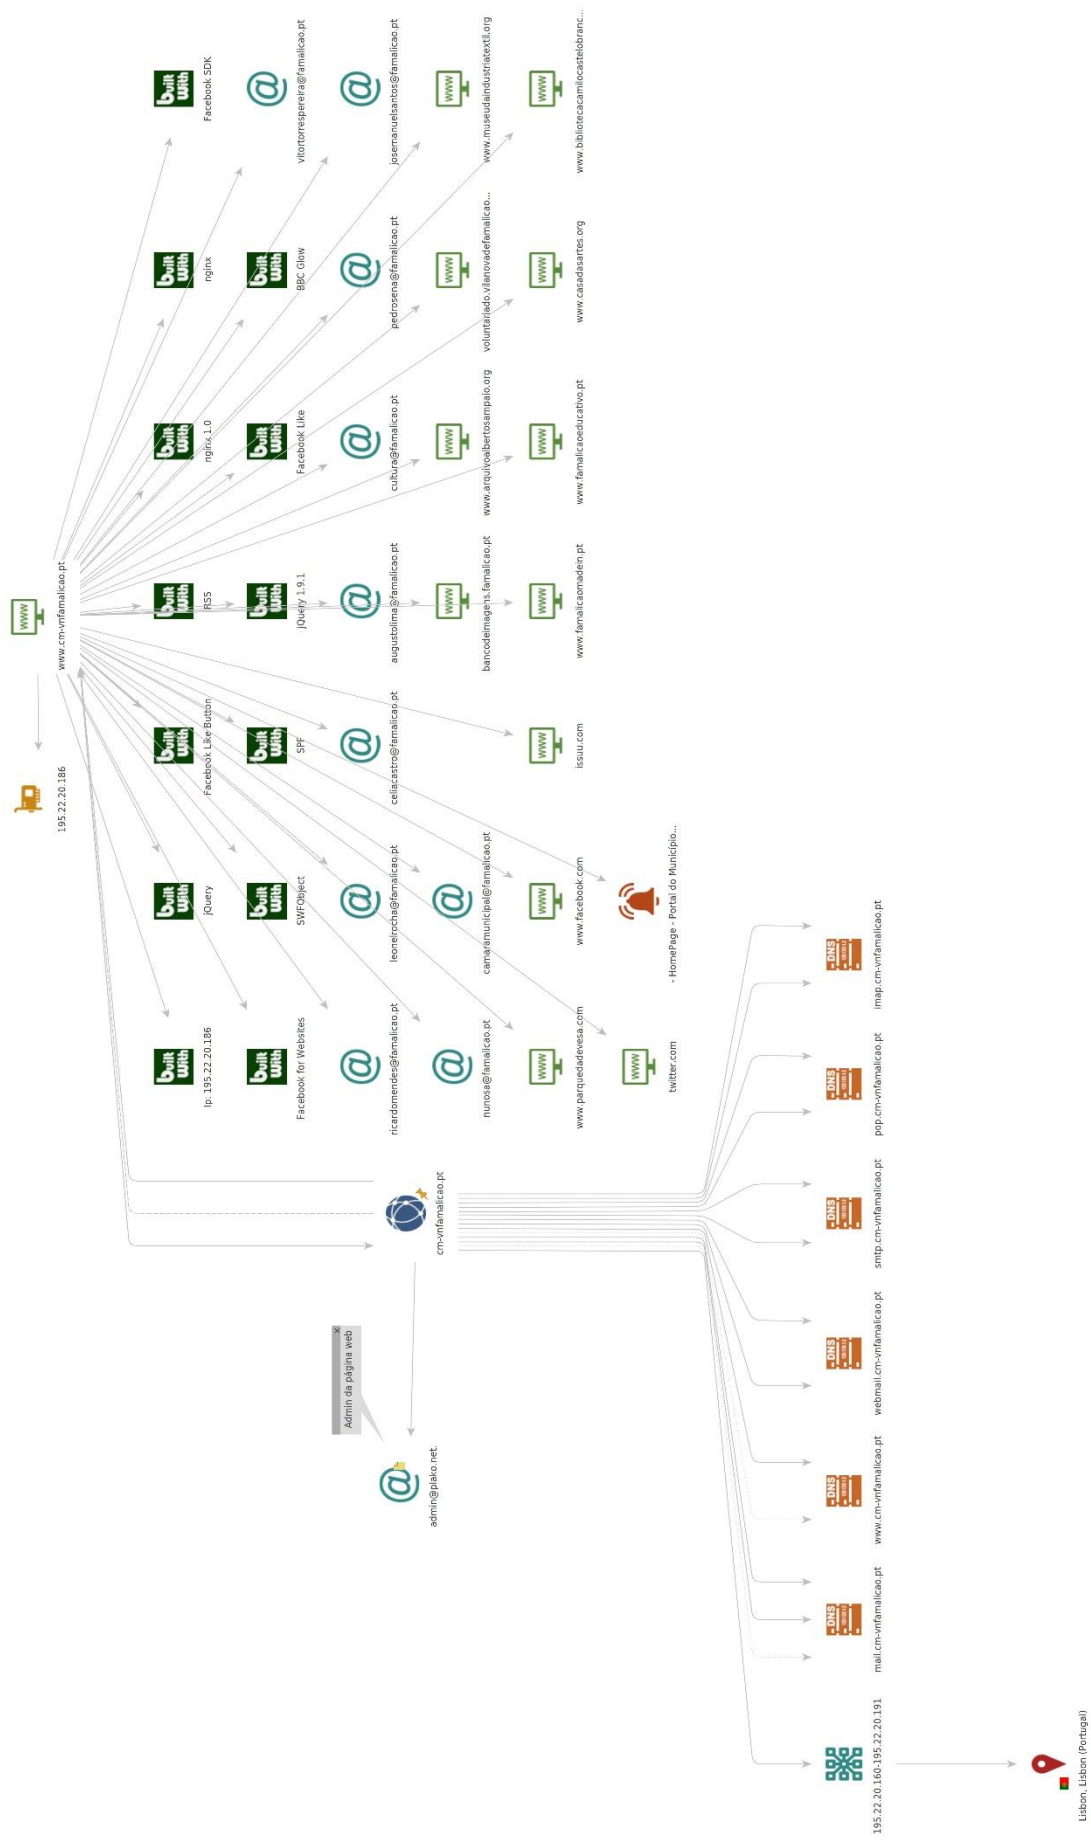 195.22.20.186
www.cm-vnfamalicao.pt
Ip: 195.22.20.186
jQuery
Facebook Like Button
RSS
nginx 1.0
nginx
Facebook SDK
Facebook for Websites
SWFObject
SPF
jQuery 1.9.1
Facebook Like
BBC Glow
vitortorrespereira@famalicao.pt
Admin da página web
ricardomendes@famalicao.pt
leonelrocha@famalicao.pt
celiacastro@famalicao.pt
augustolima@famalicao.pt
cultura@famalicao.pt
pedrosena@famalicao.pt
josemanuelsantos@famalicao.pt
admin@plako.net.
cm-vnfamalicao.pt
nunosa@famalicao.pt
camaramunicipal@famalicao.pt
bancodeimagens.famalicao.pt
www.arquivoalbertosampaio.org
voluntariado.vilanovadefamalicao...
www.museudaindustriatextil.org
www.parquedadevesa.com
www.facebook.com
issuu.com
www.famalicaomadein.pt
www.famalicaoeducativo.pt
www.casadasartes.org
www.bibliotecacamilocastelobranc...
twitter.com
- HomePage - Portal do Município...
195.22.20.160-195.22.20.191
mail.cm-vnfamalicao.pt
www.cm-vnfamalicao.pt
webmail.cm-vnfamalicao.pt
smtp.cm-vnfamalicao.pt
pop.cm-vnfamalicao.pt
imap.cm-vnfamalicao.pt
Lisbon, Lisbon (Portugal)